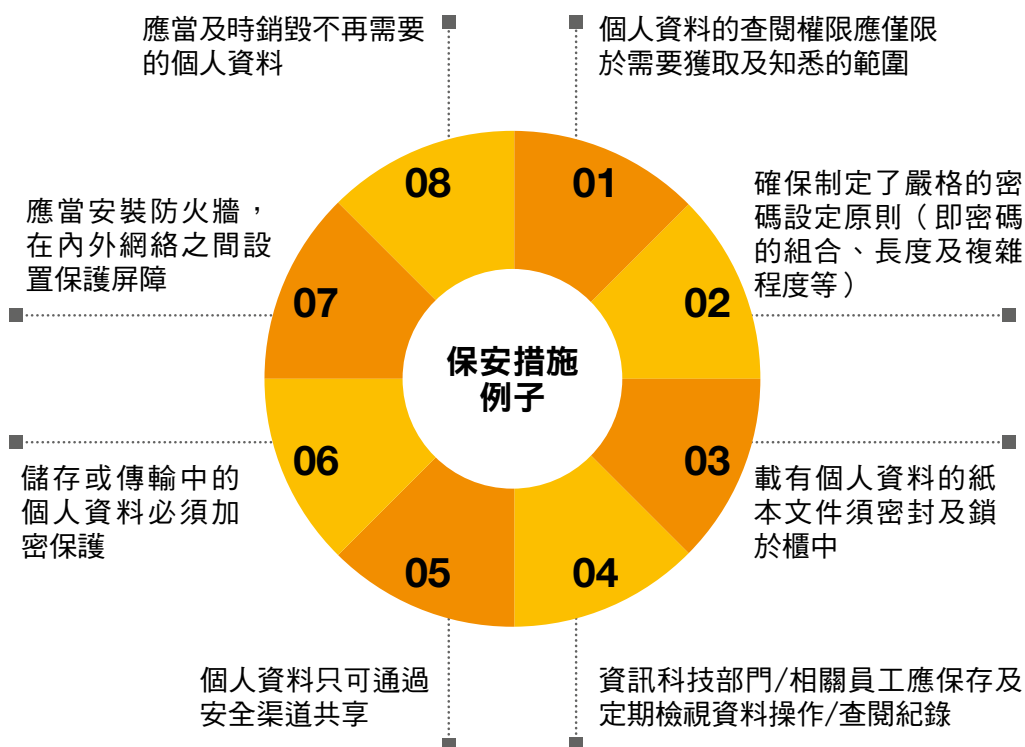 應當及時銷毀不再需要
的個人資料
08
個人資料的查閱權限應僅限
於需要獲取及知悉的範圍
01
確保制定了嚴格的密
碼設定原則（即密碼
的組合、長度及複雜
程度等）
02
載有個人資料的紙
本文件須密封及鎖
於櫃中
03
資訊科技部門/相關員工應保存及
定期檢視資料操作/查閱紀錄
04
個人資料只可通過
安全渠道共享
05
儲存或傳輸中的
個人資料必須加
密保護
06
應當安裝防火牆，
在內外網絡之間設
置保護屏障
07
保安措施
例子